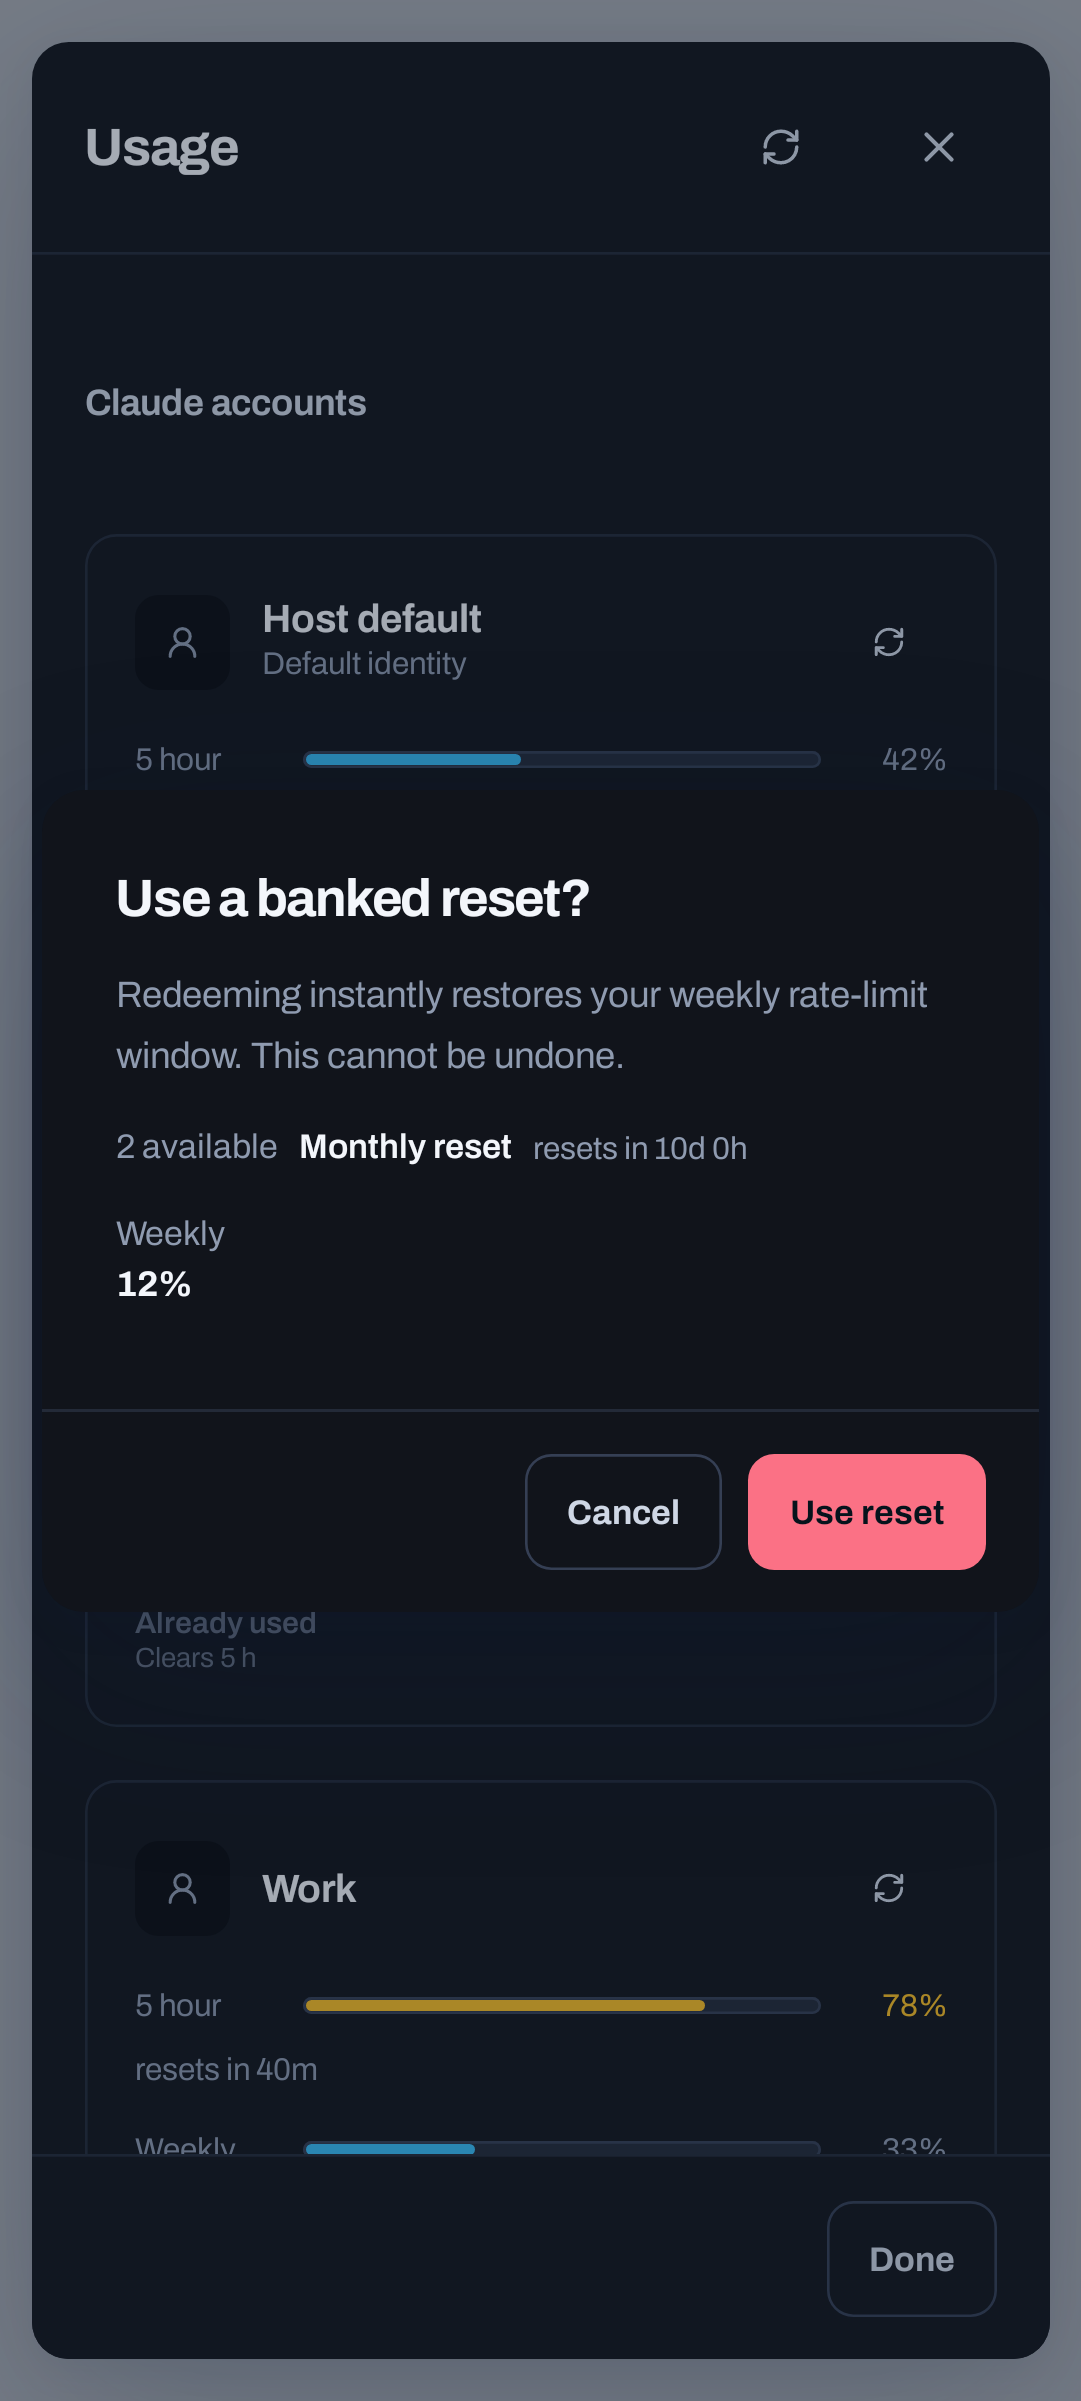 Usage
Claude accounts
Host default
Default identity
5 hour 42%
Use a banked reset?
Redeeming instantly restores your weekly rate-limit
window. This cannot be undone.
2 available Monthly reset resets in 10d 0h
Weekly
12%
Cancel Use reset
Already used
Clears 5 h
Work
5 hour 78%
resets in 40m
Weekly 33%
Done